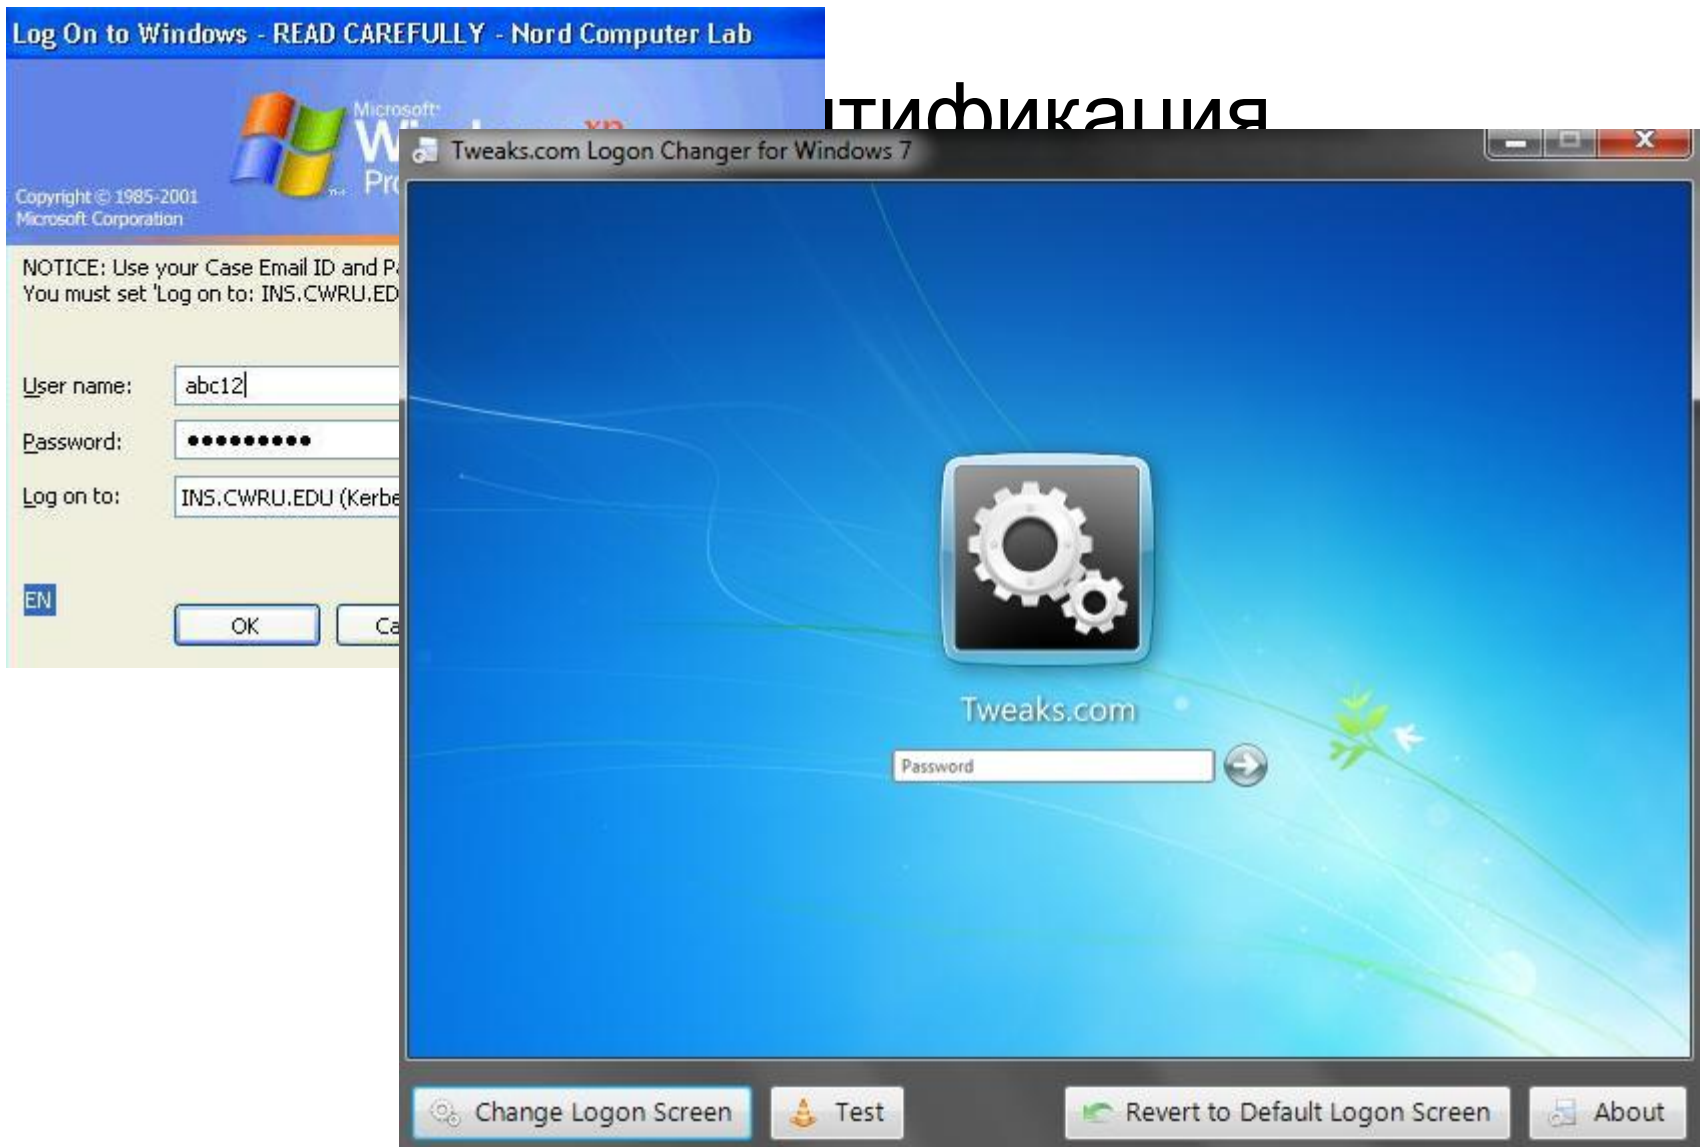 Log On to Windows - READ CAREFULLY - Nord Computer Lab
нтификация
Microsoft®
xp
Copyright © 1985-2001
Microsoft Corporation
NOTICE: Use your Case Email ID and
You must set 'Log on to: INS.CWRU.ED
User name: abc12
Password: •••••••••
Log on to: INS.CWRU.EDU (Kerbe
EN
OK
Tweaks.com Logon Changer for Windows 7
Tweaks.com
Password
Change Logon Screen
Test
Revert to Default Logon Screen
About